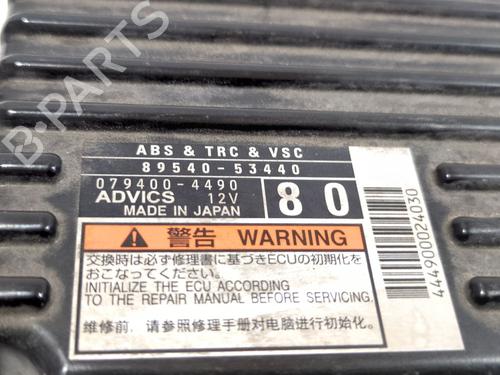 B-PARTS
ABS & TRC & VSC
89540-53440
079400-4490
ADVICS 12V
MADE IN JAPAN
80
警告 WARNING
交換時は必ず修理書に基づきECUの初期化を
おこなってください。
INITIALIZE THE ECU ACCORDING
TO THE REPAIR MANUAL BEFORE SERVICING.
维修前，请参照修理手册对电脑进行初始化。
444900024030